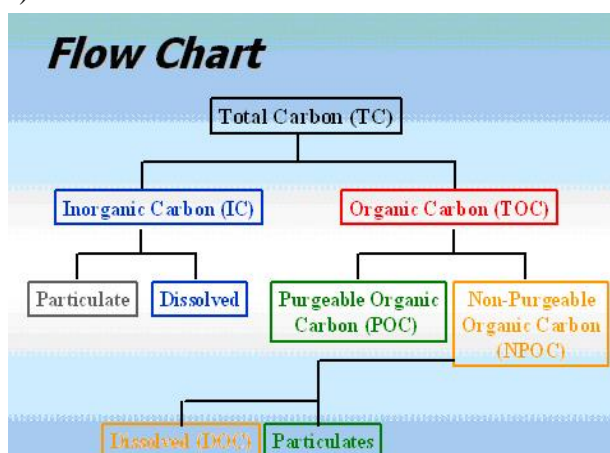 Flow Chart
Total Carbon (TC)
Inorganic Carbon (IC)
Organic Carbon (TOC)
Particulate
Dissolved
Purgeable Organic
Carbon (POC)
Non-Purgeable
Organic Carbon
(NPOC)
Dissolved (DOC)
Particulates